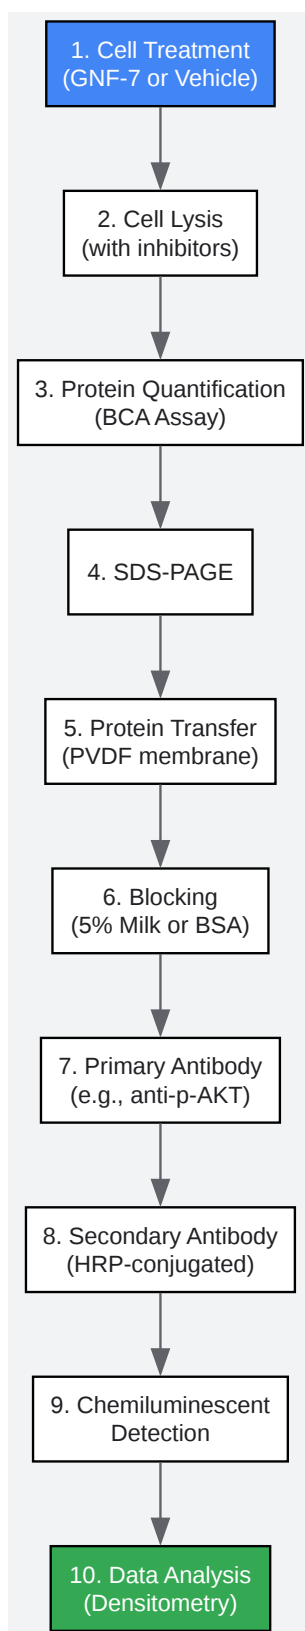 1. Cell Treatment
(GNF-7 or Vehicle)
2. Cell Lysis
(with inhibitors)
3. Protein Quantification
(BCA Assay)
4. SDS-PAGE
5. Protein Transfer
(PVDF membrane)
6. Blocking
(5% Milk or BSA)
7. Primary Antibody
(e.g., anti-p-AKT)
8. Secondary Antibody
(HRP-conjugated)
9. Chemiluminescent
Detection
10. Data Analysis
(Densitometry)